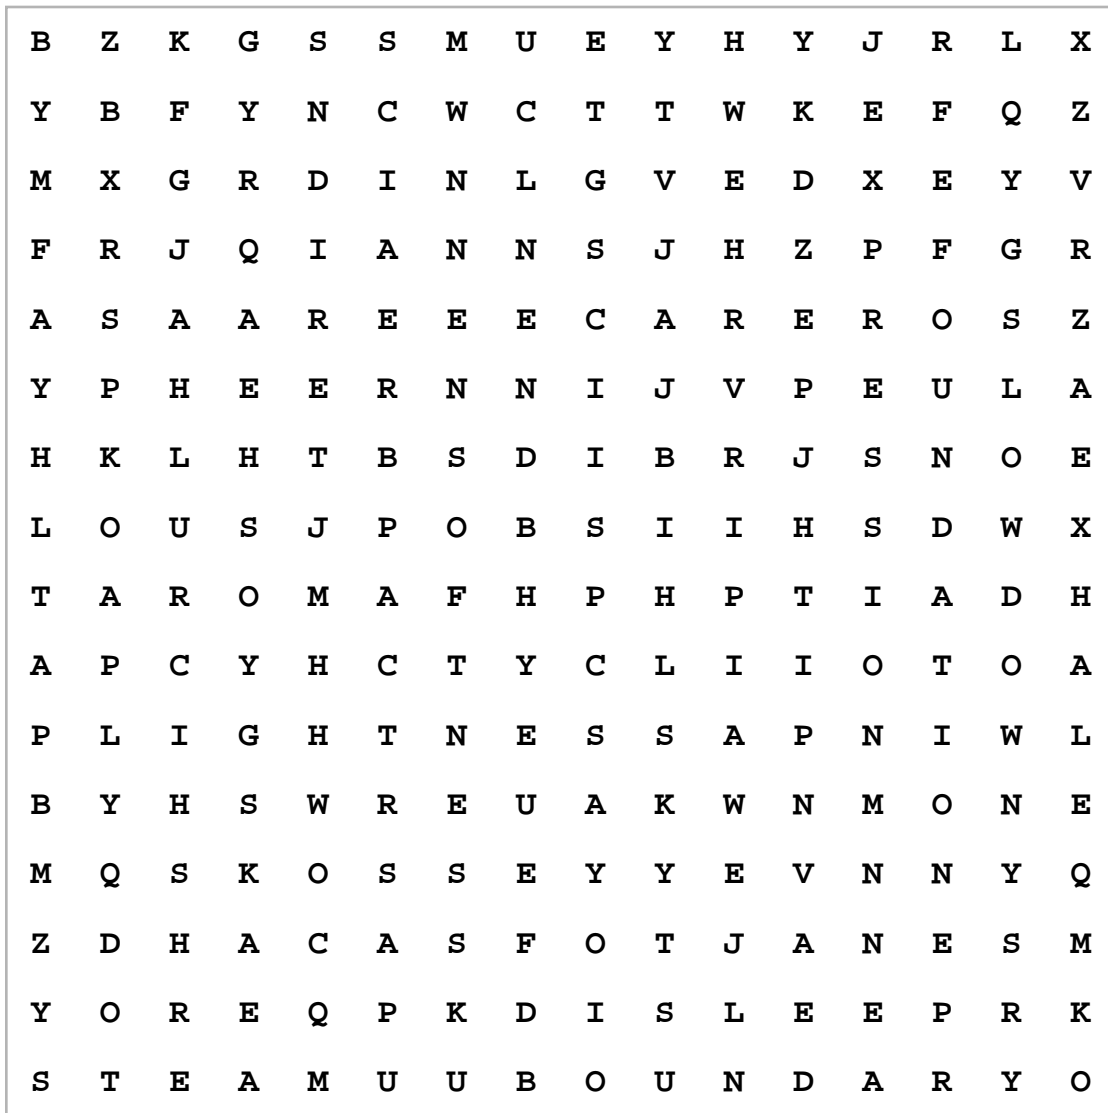 B Z K G S S M U E Y H Y J R L X
Y B F Y N C W C T T W K E F Q Z
M X G R D I N L G V E D X E Y V
F R J Q I A N N S J H Z P F G R
A S A A R E E E C A R E R O S Z
Y P H E E R N N I J V P E U L A
H K L H T B S D I B R J S N O E
L O U S J P O B S I I H S D W X
T A R O M A F H P H P T I A D H
A P C Y H C T Y C L I I O T O A
P L I G H T N E S S A P N I W L
B Y H S W R E U A K W N M O N E
M Q S K O S S E Y Y E V N N Y Q
Z D H A C A S F O T J A N E S M
Y O R E Q P K D I S L E E P R K
S T E A M U U B O U N D A R Y O